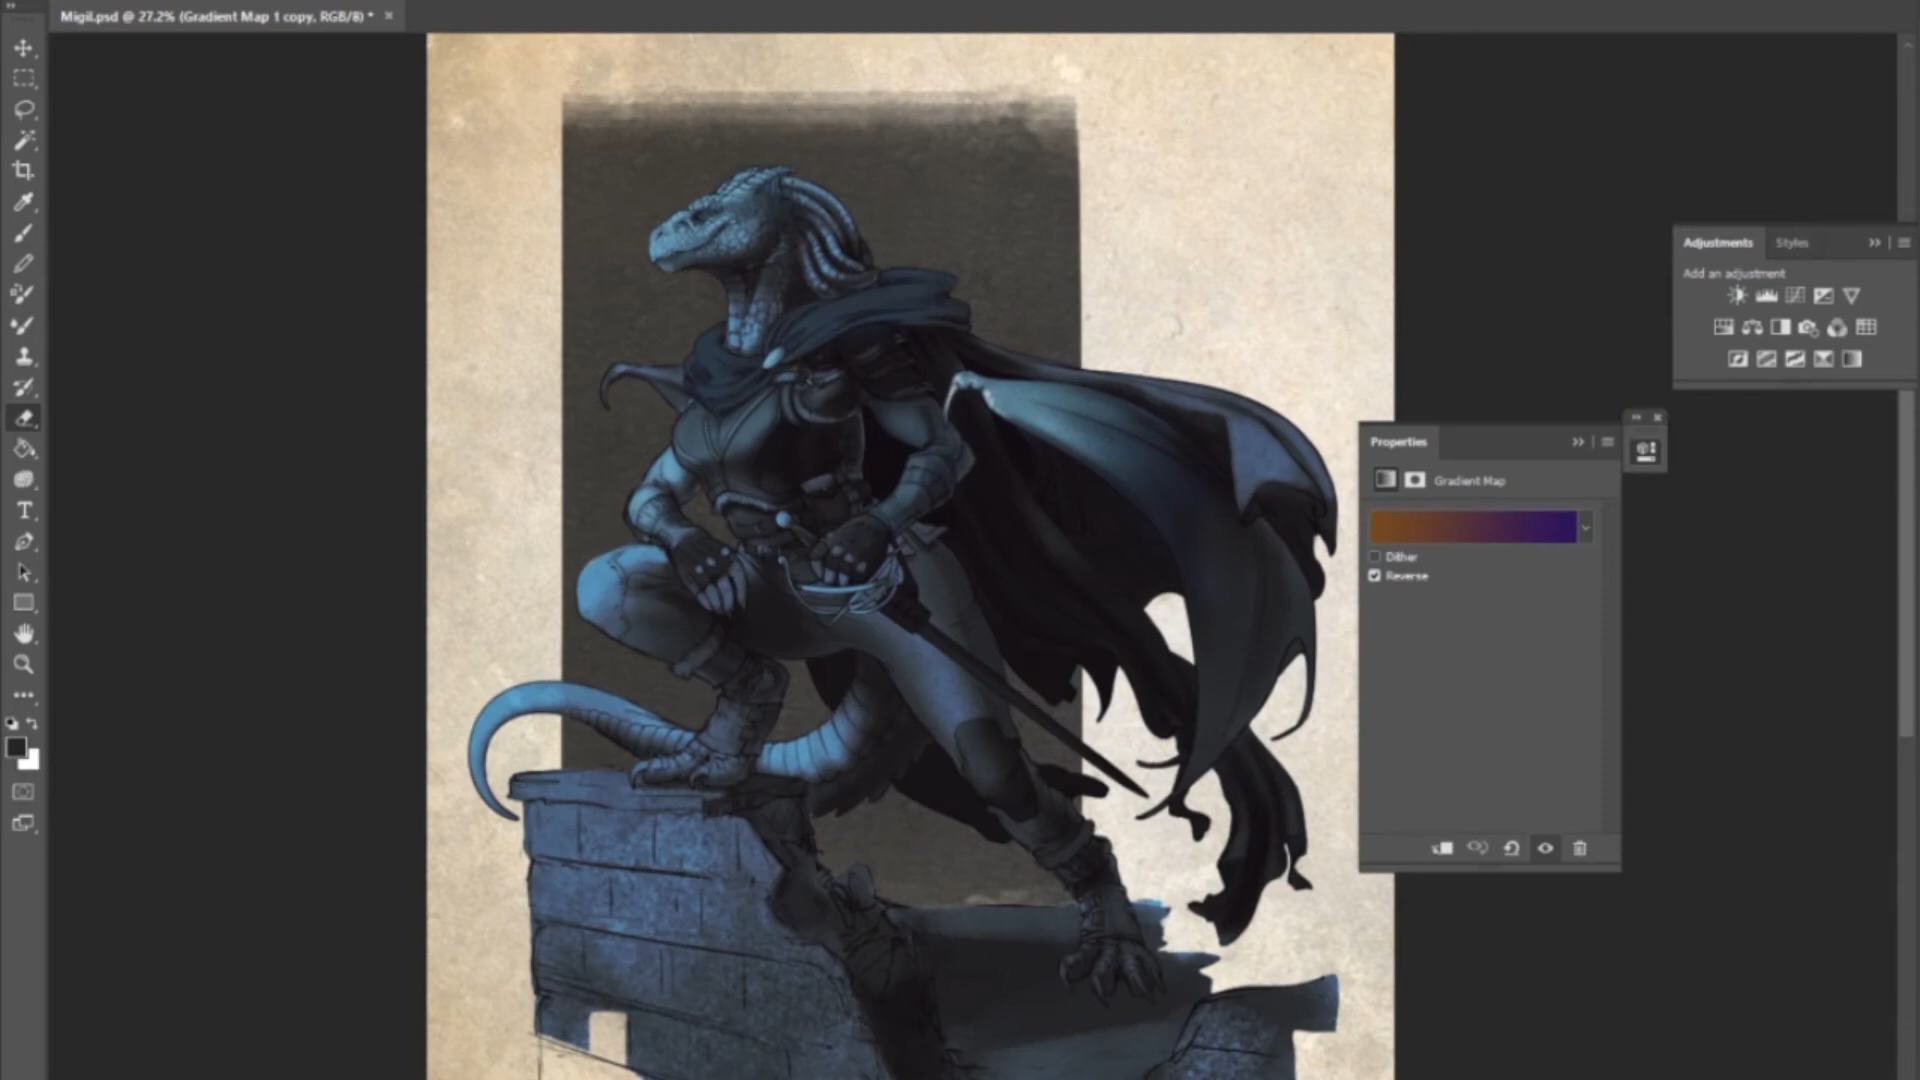 Migil.psd @ 27.2% (Gradient Map 1 copy, RGB/8) *
Adjustments Styles
Add an adjustment
Properties
Gradient Map
Dither
Reverse